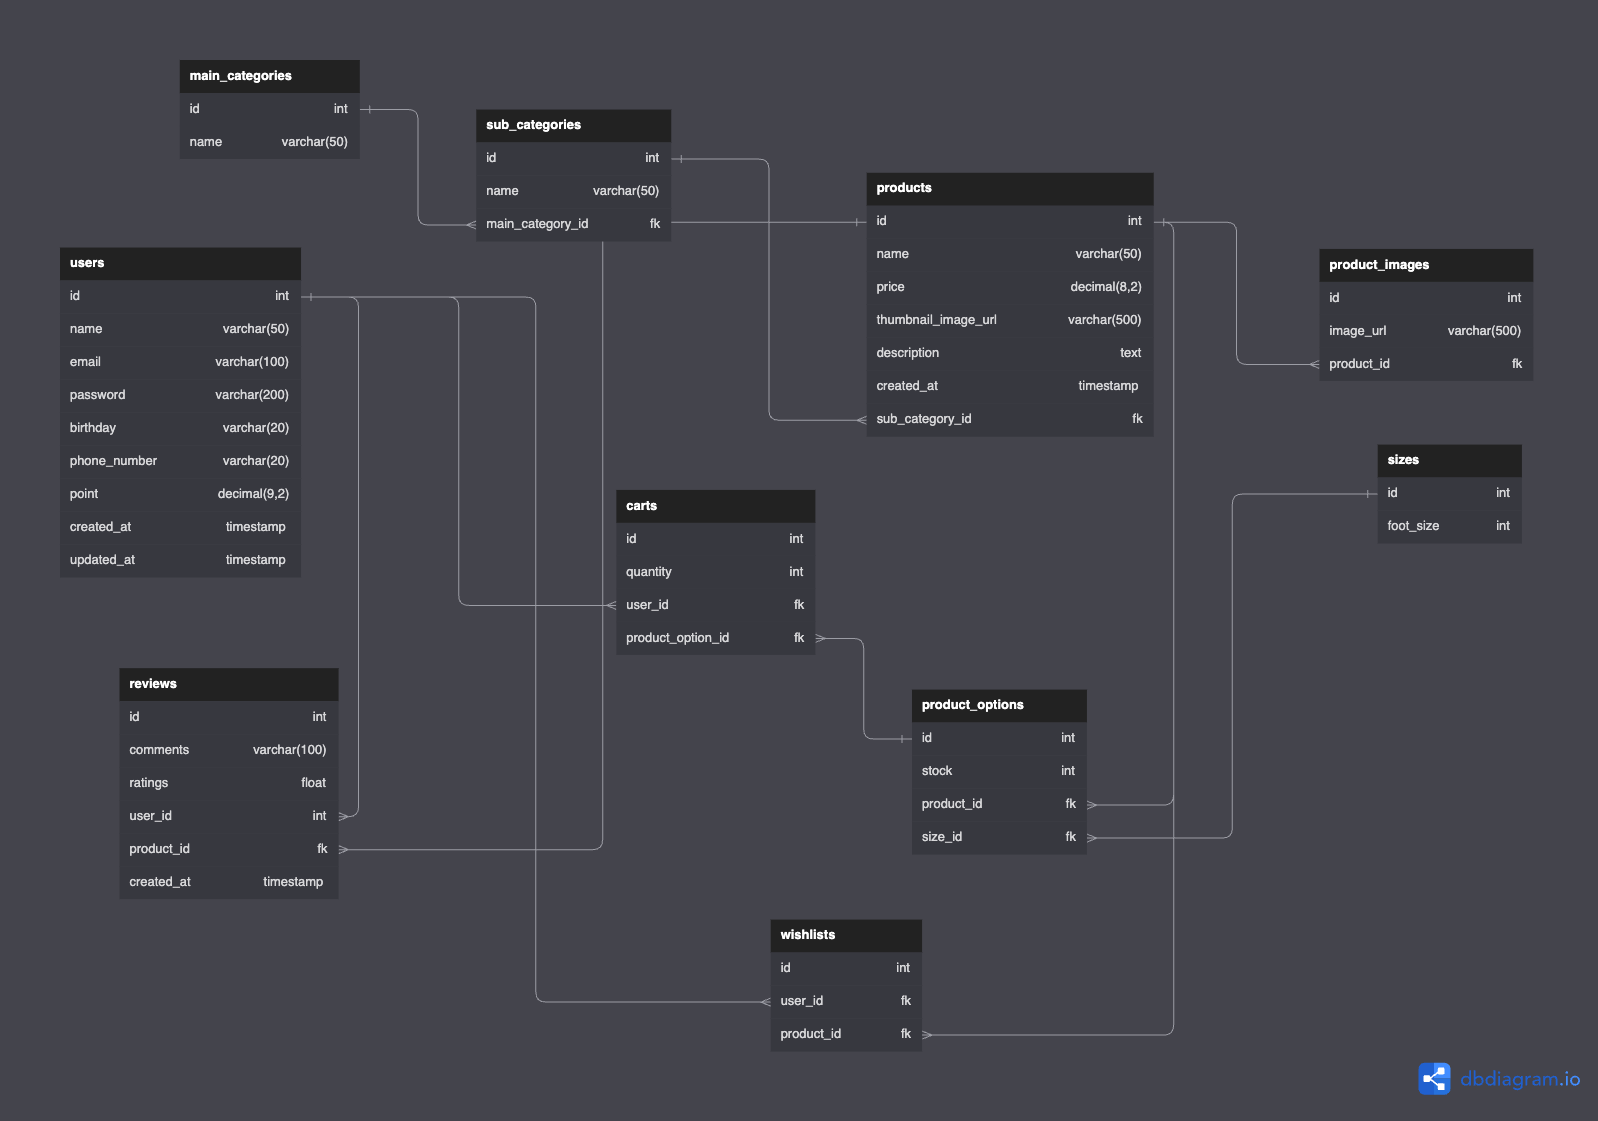 main_categories
id int
name varchar(50)
sub_categories
id int
name varchar(50)
main_category_id fk
products
id int
name varchar(50)
price decimal(8,2)
thumbnail_image_url varchar(500)
description text
created_at timestamp
sub_category_id fk
product_images
id int
image_url varchar(500)
product_id fk
users
id int
name varchar(50)
email varchar(100)
password varchar(200)
birthday varchar(20)
phone_number varchar(20)
point decimal(9,2)
created_at timestamp
updated_at timestamp
sizes
id int
foot_size int
carts
id int
quantity int
user_id fk
product_option_id fk
reviews
id int
comments varchar(100)
ratings float
user_id int
product_id fk
created_at timestamp
product_options
id int
stock int
product_id fk
size_id fk
wishlists
id int
user_id fk
product_id fk
dbdiagram.io